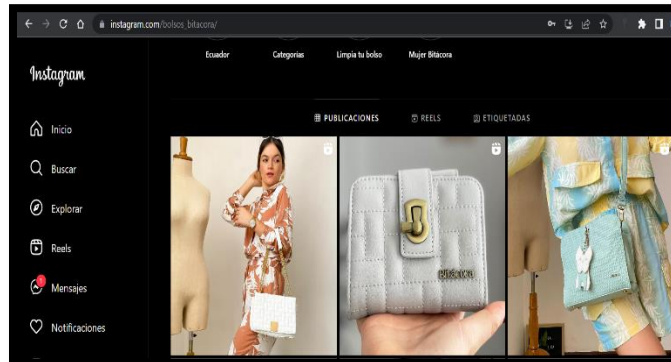 instagram.com/bolsos_bitacora/
Ecuador
Categorías
Limpia tu bolso
Mujer Bitácora
Instagram
PUBLICACIONES
REELS
ETIQUETADAS
Inicio
Buscar
Explorar
Reels
Mensajes
Notificaciones
Bitácora